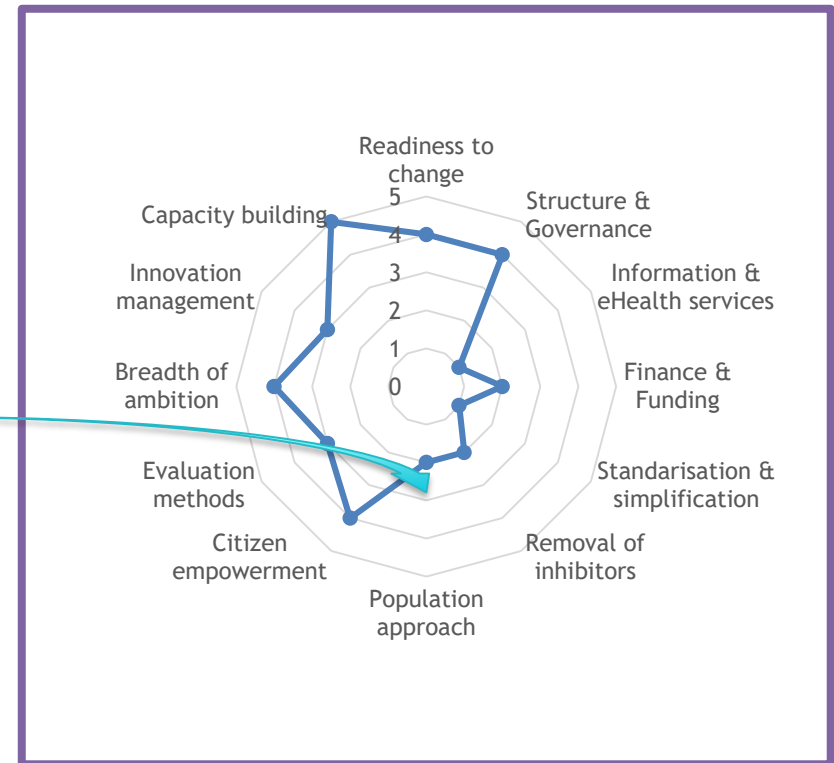 Readiness to
change
Structure &
Governance
Information &
eHealth services
Finance &
Funding
Standarisation &
simplification
Removal of
inhibitors
Population
approach
Citizen
empowerment
Evaluation
methods
Breadth of
ambition
Innovation
management
Capacity building
5
4
3
2
1
0